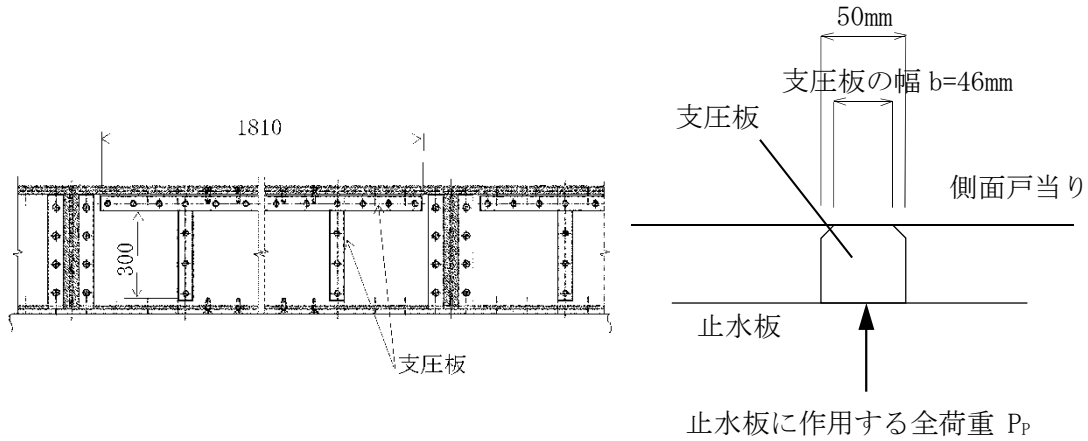 1810
300
支圧板
50mm
支圧板の幅 b=46mm
支圧板
側面戸当り
止水板
止水板に作用する全荷重 PP